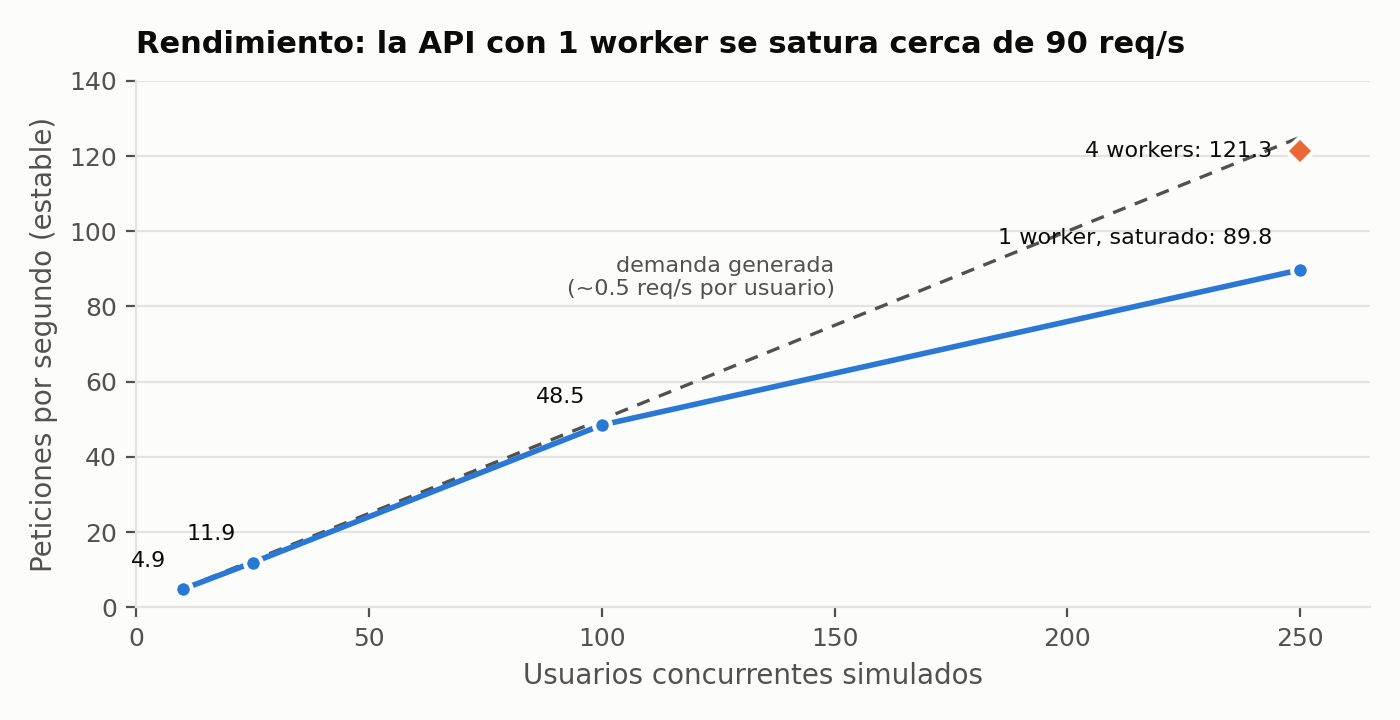 Rendimiento: la API con 1 worker se satura cerca de 90 req/s
Peticiones por segundo (estable)
140
120
100
80
60
40
20
0
4 workers: 121.3
1 worker, saturado: 89.8
demanda generada
(~0.5 req/s por usuario)
48.5
11.9
4.9
0
50
100
150
200
250
Usuarios concurrentes simulados